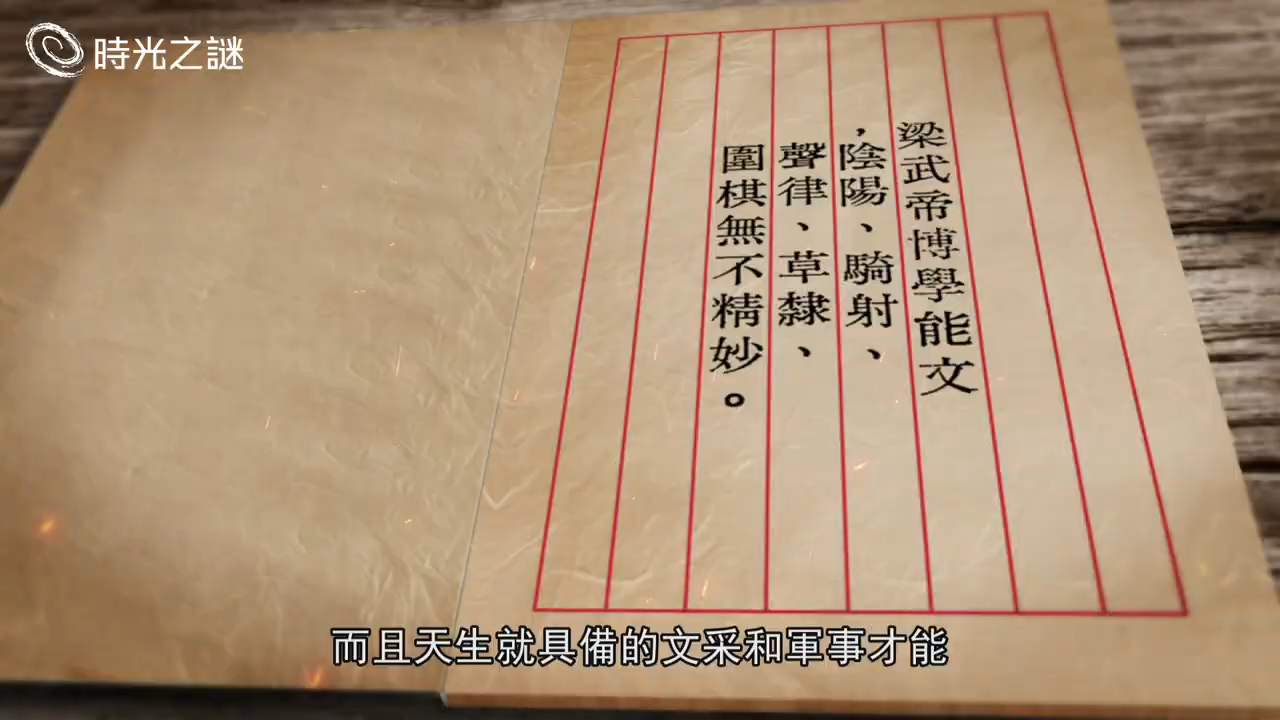 時光之謎
梁武帝博學能文
，陰陽、騎射、
聲律、草隸、
圍棋無不精妙。
而且天生就具備的文采和軍事才能